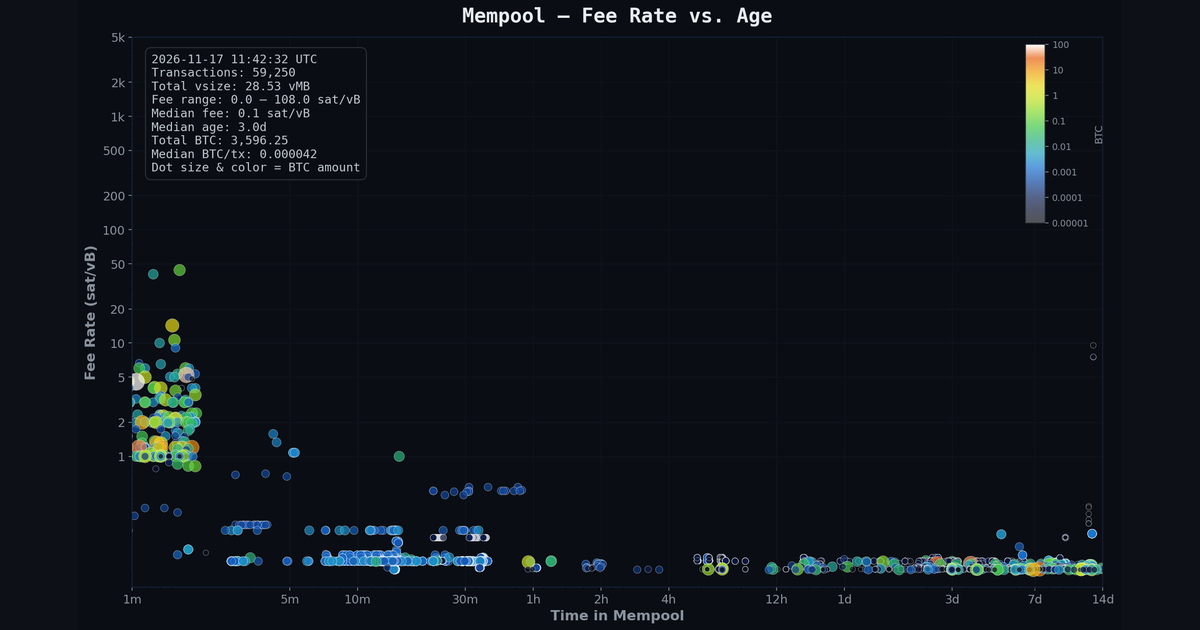 Mempool — Fee Rate vs. Age
2026-11-17 11:42:32 UTC
Transactions: 59,250
Total vsize: 28.53 vMB
Fee range: 0.0 – 108.0 sat/vB
Median fee: 0.1 sat/vB
Median age: 3.0d
Total BTC: 3,596.25
Median BTC/tx: 0.000042
Dot size & color = BTC amount
5k
2k
1k
500
200
100
50
20
10
5
2
1
Fee Rate (sat/vB)
100
10
1
0.1
0.01
0.001
0.0001
0.00001
BTC
1m 5m 10m 30m 1h 2h 4h 12h 1d 3d 7d 14d
Time in Mempool